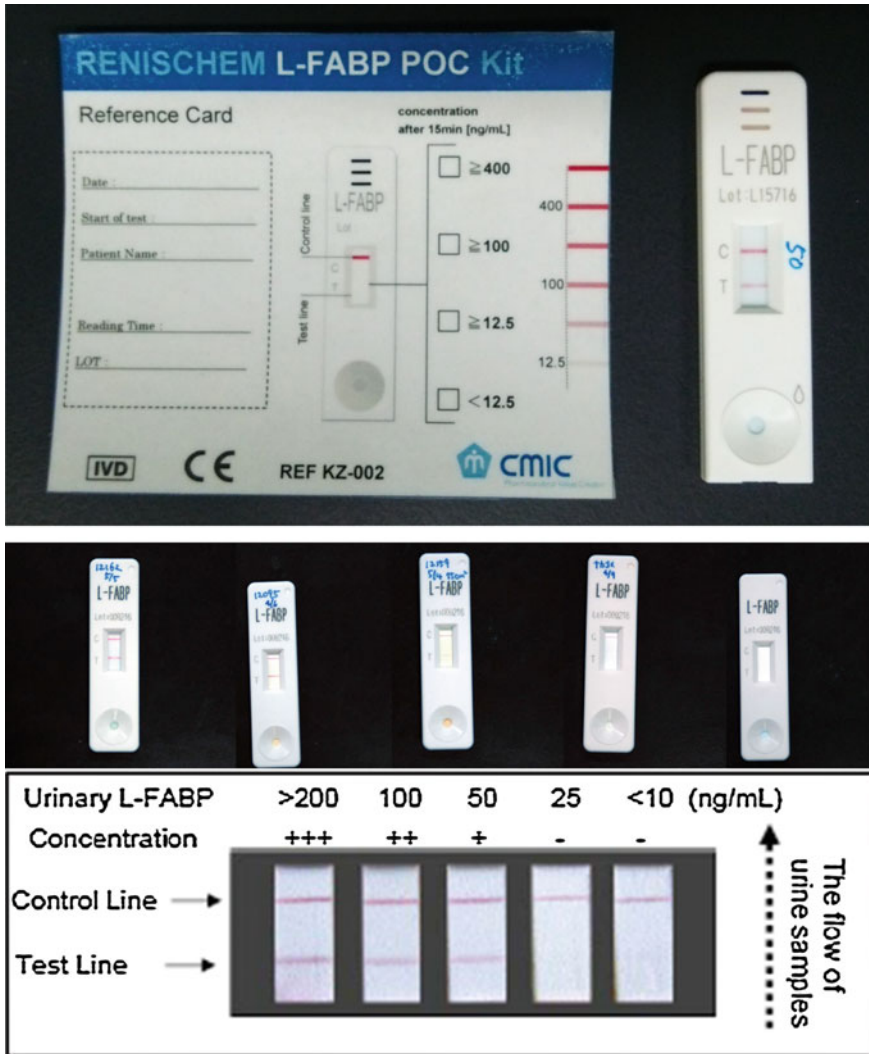 RENISCHEM L-FABP POC Kit
Reference Card
concentration
after 15min [ng/mL]
Date :
Start of test :
Patient Name :
Reading Time :
LOT :
Control line
Test line
L-FABP
Lot
C
T
≧400
≧100
≧12.5
<12.5
400
100
12.5
IVD
CE
REF KZ-002
CMIC
L-FABP
Lot:L15716
C
T
50
L-FABP
C
T
L-FABP
C
T
L-FABP
C
T
L-FABP
C
T
L-FABP
C
T
Urinary L-FABP >200 100 50 25 <10 (ng/mL)
Concentration +++ ++ + - -
Control Line
Test Line
The flow of
urine samples